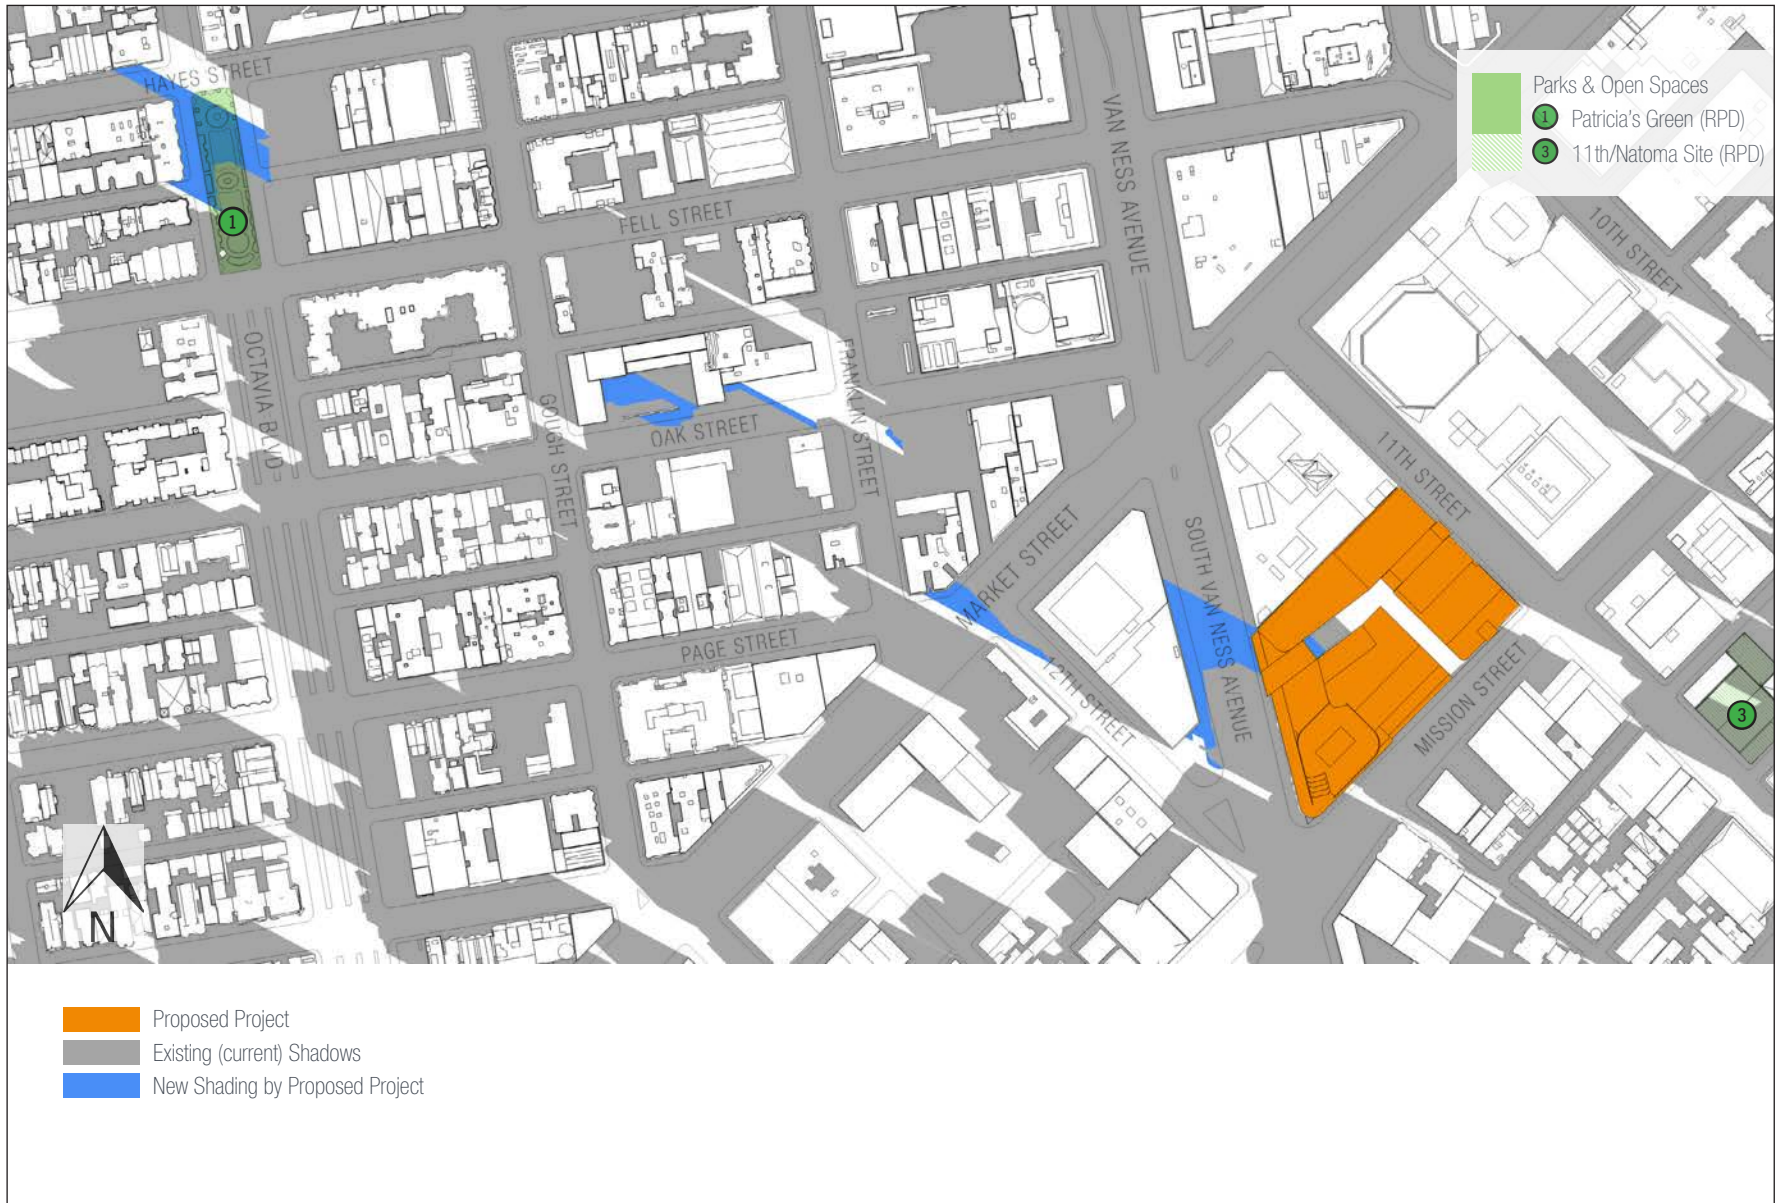 HAYES STREET
VAN NESS AVENUE
Parks & Open Spaces
1 Patricia's Green (RPD)
3 11th/Natoma Site (RPD)
1
FELL STREET
10TH STREET
OCTAVIA BLVD
GOUGH STREET
FRANKLIN STREET
OAK STREET
11TH STREET
MARKET STREET
SOUTH VAN NESS AVENUE
PAGE STREET
12TH STREET
MISSION STREET
3
N
Proposed Project
Existing (current) Shadows
New Shading by Proposed Project